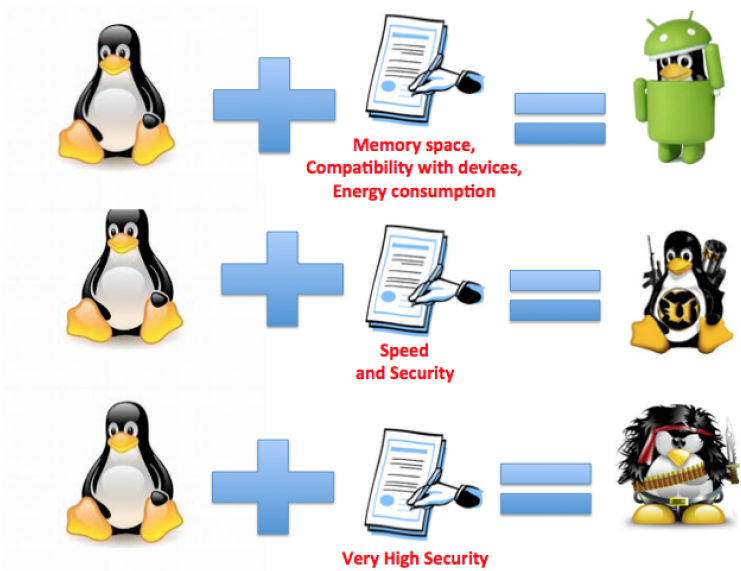 Memory space,
Compatibility with devices,
Energy consumption
Speed
and Security
Very High Security